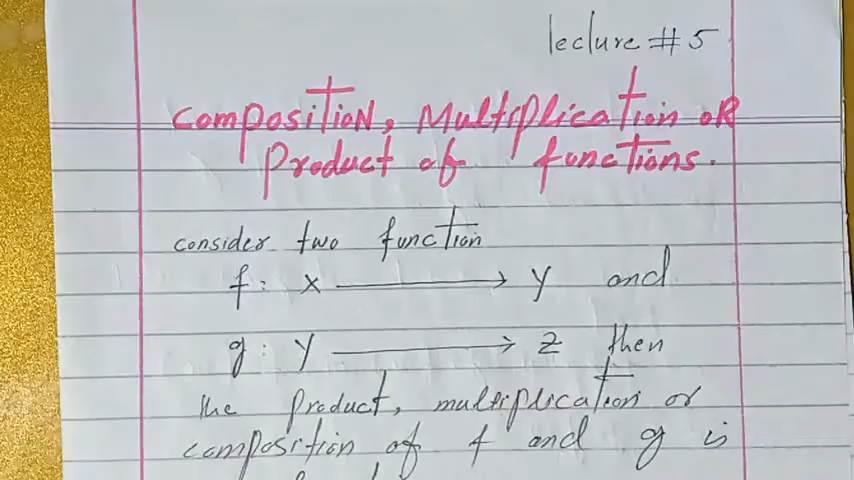 lecture # 5
Composition, Multiplication or
Product of functions.
consider two function
f: X ⟶ Y and
g: Y ⟶ Z then
the product, multiplication or
composition of f and g is